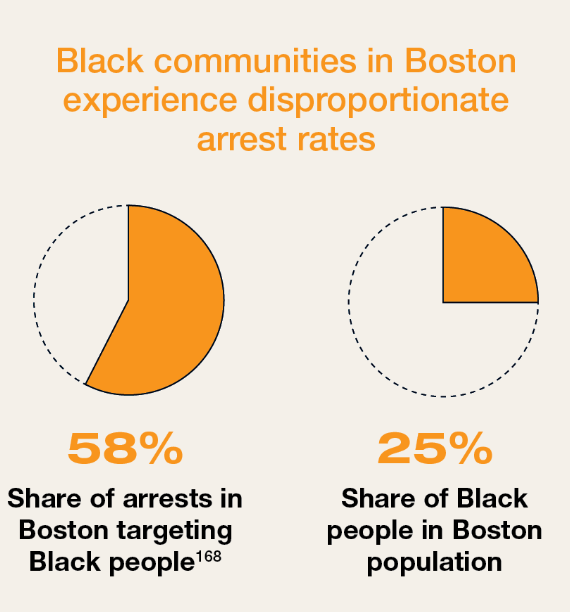 Black communities in Boston
experience disproportionate
arrest rates
58%
Share of arrests in
Boston targeting
Black people168
25%
Share of Black
people in Boston
population